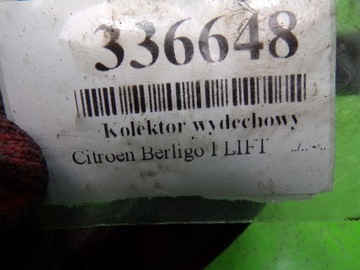 336648
Kolektor wydechowy
Citroen Berligo I LIFT ../.. -..